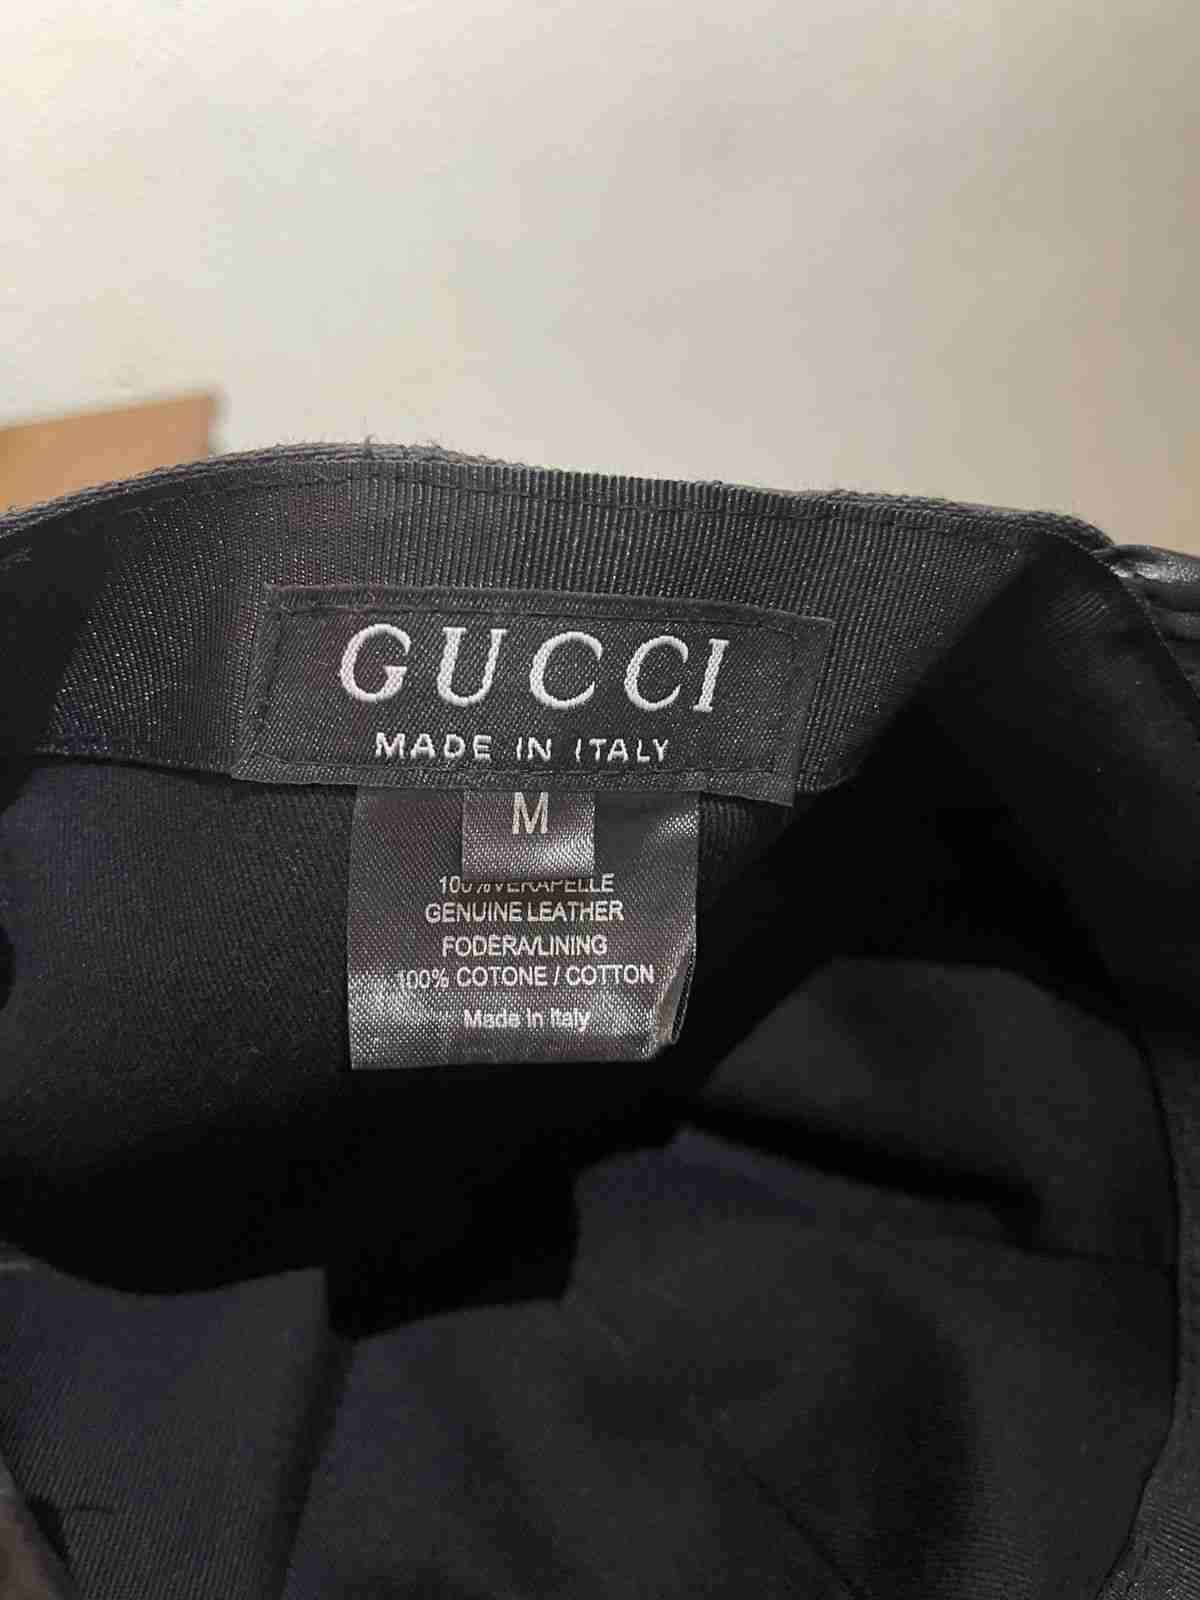 GUCCI
MADE IN ITALY
M
100% VERAPELLE
GENUINE LEATHER
FODERA/LINING
100% COTONE / COTTON
Made in Italy